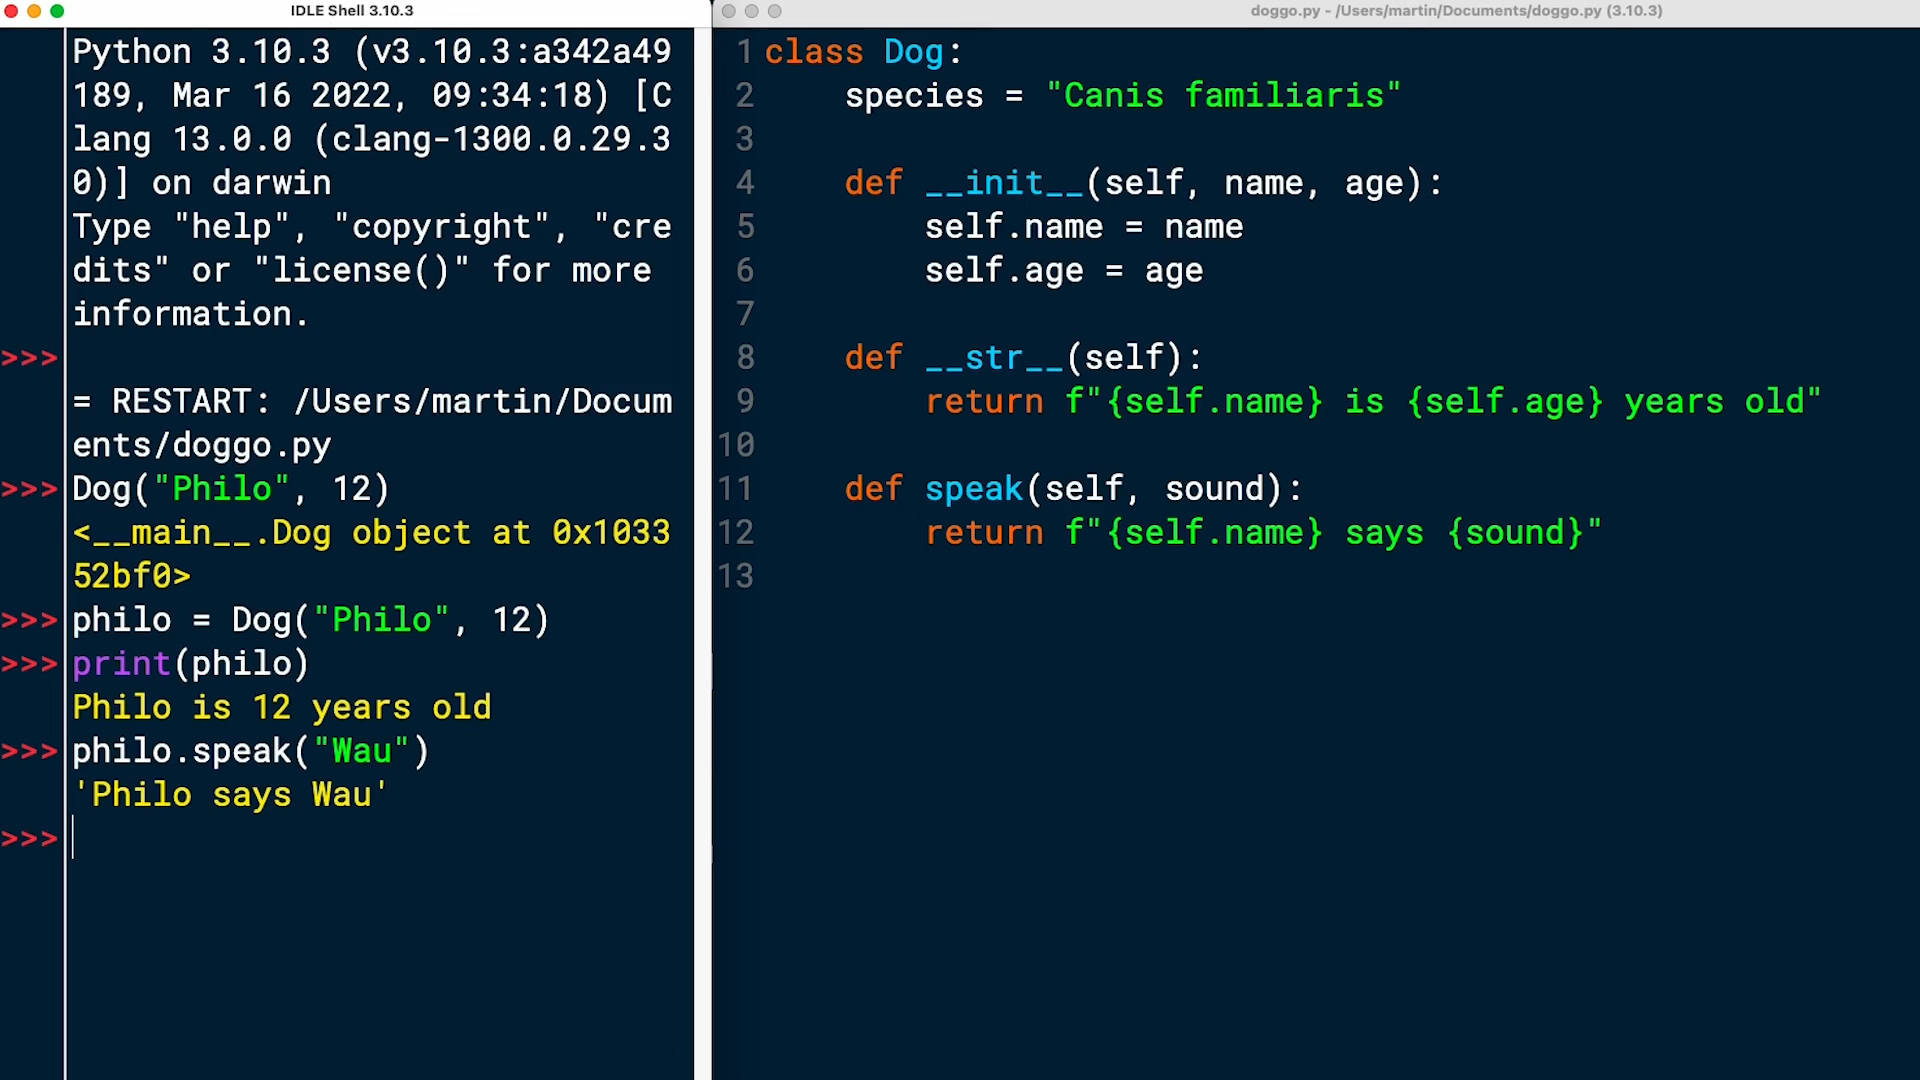 IDLE Shell 3.10.3
Python 3.10.3 (v3.10.3:a342a49
189, Mar 16 2022, 09:34:18) [C
lang 13.0.0 (clang-1300.0.29.3
0)] on darwin
Type "help", "copyright", "cre
dits" or "license()" for more
information.
>>>
= RESTART: /Users/martin/Docum
ents/doggo.py
>>> Dog("Philo", 12)
<__main__.Dog object at 0x1033
52bf0>
>>> philo = Dog("Philo", 12)
>>> print(philo)
Philo is 12 years old
>>> philo.speak("Wau")
'Philo says Wau'
>>>
doggo.py - /Users/martin/Documents/doggo.py (3.10.3)
1 class Dog:
2     species = "Canis familiaris"
3
4     def __init__(self, name, age):
5         self.name = name
6         self.age = age
7
8     def __str__(self):
9         return f"{self.name} is {self.age} years old"
10
11     def speak(self, sound):
12         return f"{self.name} says {sound}"
13